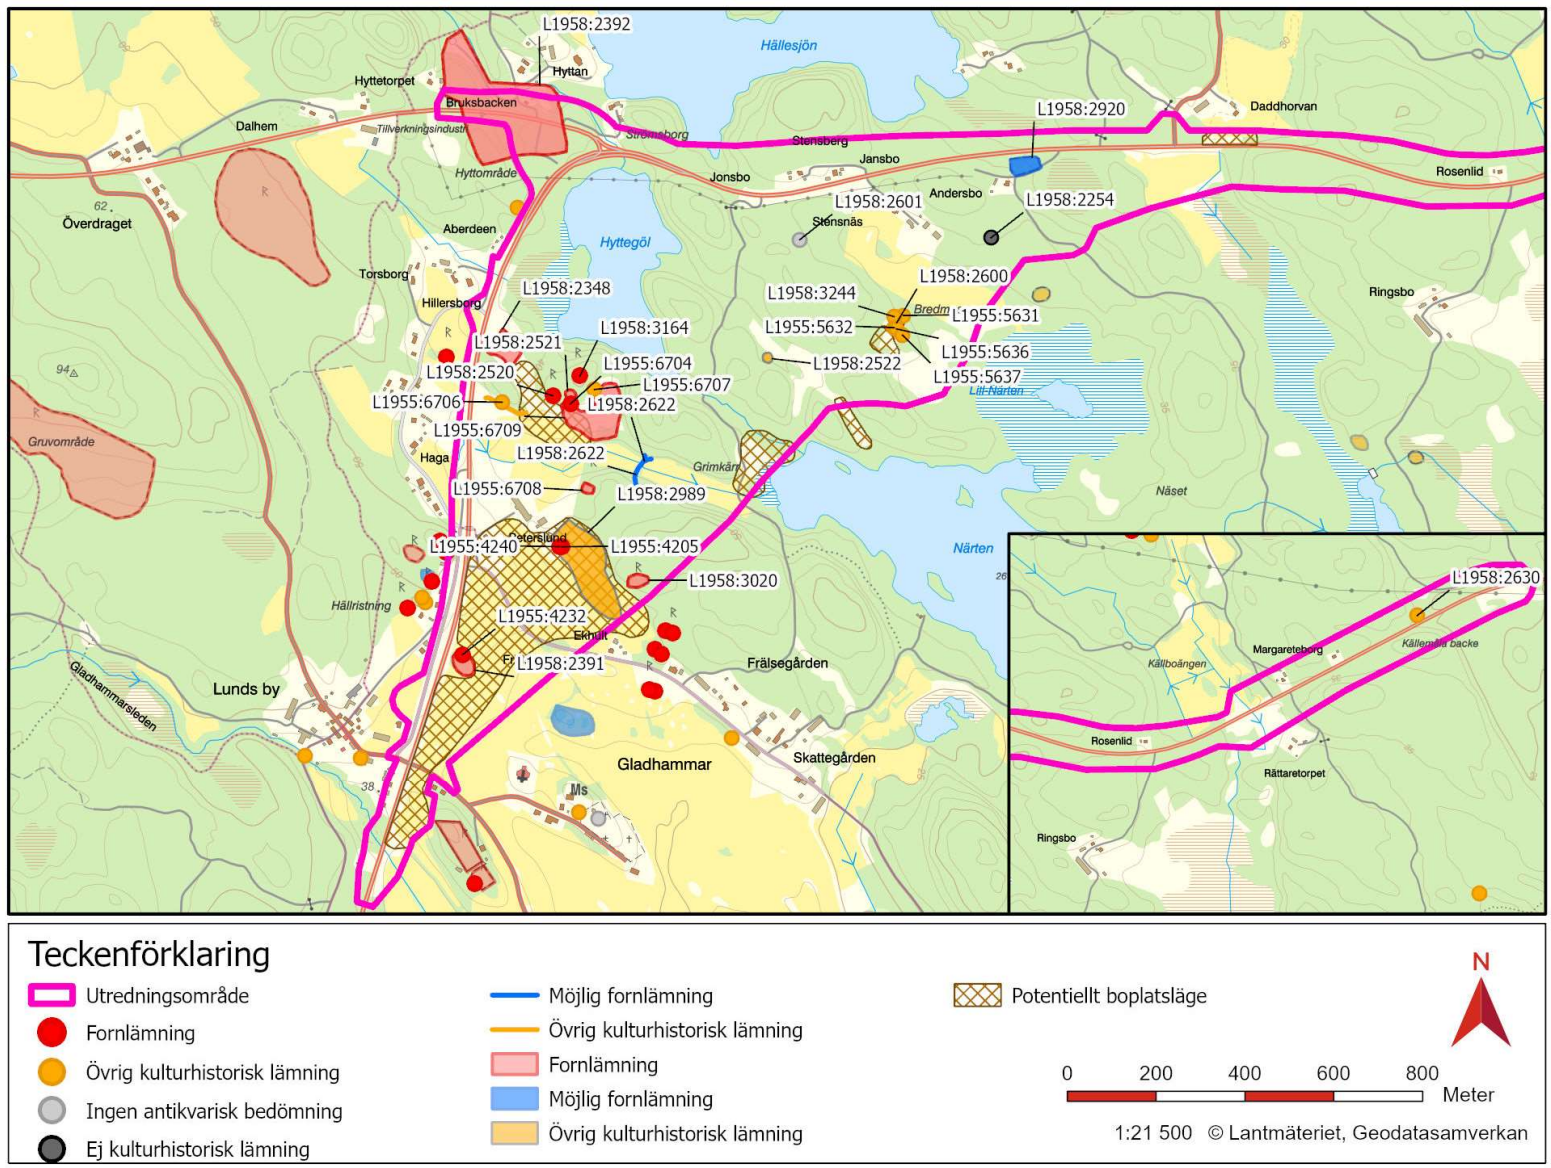 L1958:2392
Hällesjön
Hyttan
Hyttetorpet
Bruksbacken
L1958:2920
Daddhorvan
Dalhem
Tillverkningsindustri
Strömsborg
Stensberg
Jansbo
Hyttområde
Jonsbo
Rosenlid
R
Andersbo
L1958:2601
L1958:2254
62
Överdraget
Stensnäs
Aberdeen
Hyttegöl
Torsborg
L1958:2600
L1958:2348
L1958:3244
Ringsbo
Hillersborg
Bredm
L1955:5631
L1958:3164
L1955:5632
R
L1958:2521
L1955:5636
R
L1955:6704
L1958:2522
94
L1958:2520
L1955:5637
L1955:6707
R
Lill-Närten
L1955:6706
L1958:2622
R
L1955:6709
Gruvområde
L1958:2622
Haga
Grimkärr
R
L1955:6708
L1958:2989
Näset
Peterslund
L1955:4240
L1955:4205
Närten
R
R
L1958:3020
26
L1958:2630
R
Hällristning
R
L1955:4232
Ekhult
Fr
L1958:2391
Frälsegården
R
Källemåla backe
Margareteborg
Källboängen
Gladhammarsleden
Lunds by
Rosenlid
Gladhammar
Skattegården
Rättaretorpet
38
Ms
Ringsbo
Teckenförklaring
Utredningsområde
Fornlämning
Övrig kulturhistorisk lämning
Ingen antikvarisk bedömning
Ej kulturhistorisk lämning
Möjlig fornlämning
Övrig kulturhistorisk lämning
Fornlämning
Möjlig fornlämning
Övrig kulturhistorisk lämning
Potentiellt boplatsläge
N
0 200 400 600 800
Meter
1:21 500 © Lantmäteriet, Geodatasamverkan